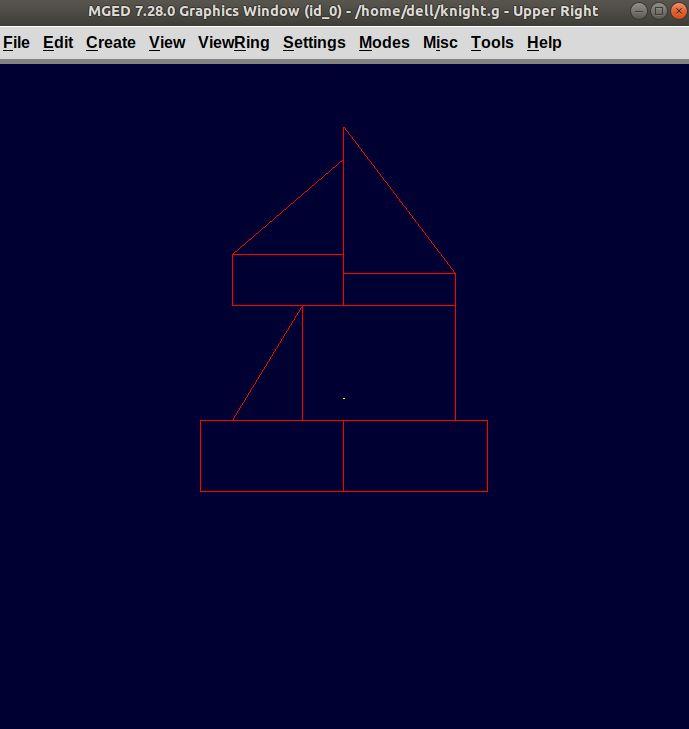 MGED 7.28.0 Graphics Window (id_0) - /home/dell/knight.g - Upper Right
File Edit Create View ViewRing Settings Modes Misc Tools Help